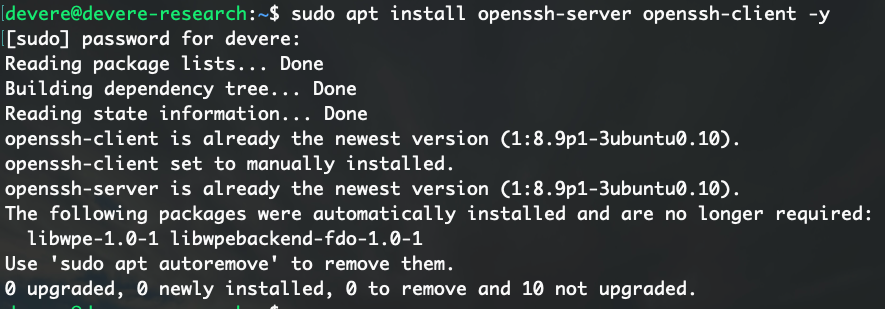 devere@devere-research:~$ sudo apt install openssh-server openssh-client -y
[sudo] password for devere:
Reading package lists... Done
Building dependency tree... Done
Reading state information... Done
openssh-client is already the newest version (1:8.9p1-3ubuntu0.10).
openssh-client set to manually installed.
openssh-server is already the newest version (1:8.9p1-3ubuntu0.10).
The following packages were automatically installed and are no longer required:
  libwpe-1.0-1 libwpebackend-fdo-1.0-1
Use 'sudo apt autoremove' to remove them.
0 upgraded, 0 newly installed, 0 to remove and 10 not upgraded.